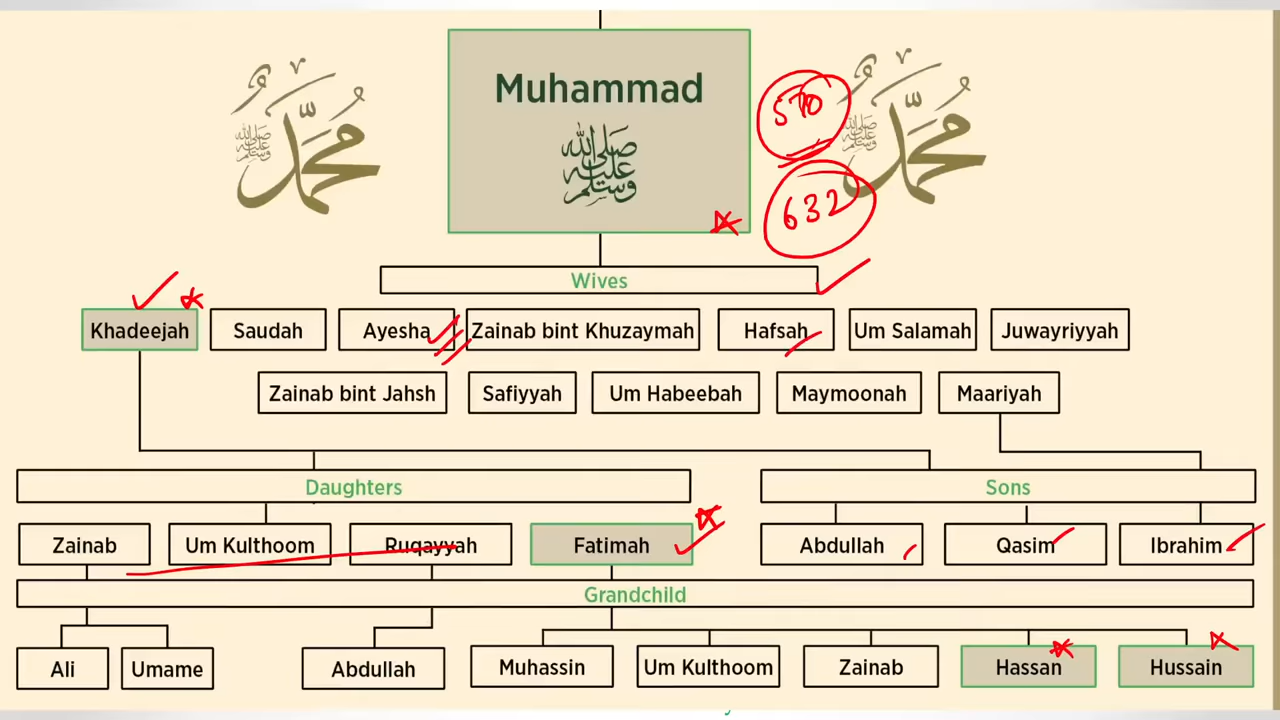 Muhammad
محمد
صلى الله عليه وسلم
صلى الله عليه وسلم
محمد
صلى الله عليه وسلم
570
632
Wives
Khadeejah Saudah Ayesha Zainab bint Khuzaymah Hafsah Um Salamah Juwayriyyah
Zainab bint Jahsh Safiyyah Um Habeebah Maymoonah Maariyah
Daughters Sons
Zainab Um Kulthoom Ruqayyah Fatimah Abdullah Qasim Ibrahim
Grandchild
Ali Umame Abdullah Muhassin Um Kulthoom Zainab Hassan Hussain